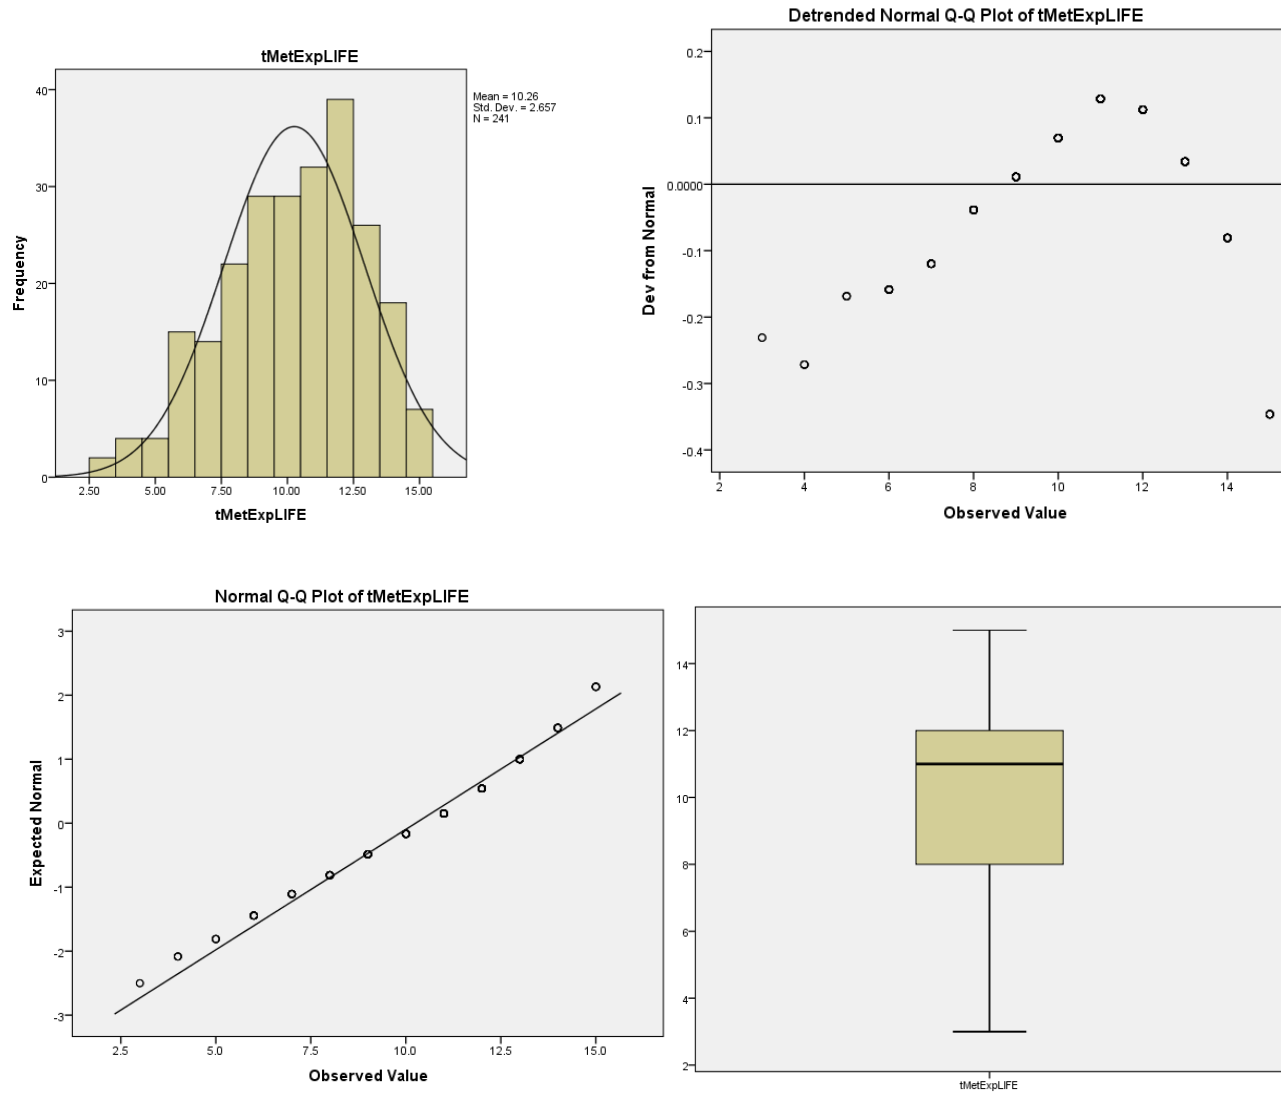 tMetExpLIFE
Mean = 10.26
Std. Dev. = 2.657
N = 241
40
30
20
10
0
Frequency
2.50 5.00 7.50 10.00 12.50 15.00
tMetExpLIFE
Detrended Normal Q-Q Plot of tMetExpLIFE
0.2
0.1
0.0000
-0.1
-0.2
-0.3
-0.4
Dev from Normal
2 4 6 8 10 12 14
Observed Value
Normal Q-Q Plot of tMetExpLIFE
3
2
1
0
-1
-2
-3
Expected Normal
2.5 5.0 7.5 10.0 12.5 15.0
Observed Value
14
12
10
8
6
4
2
tMetExpLIFE